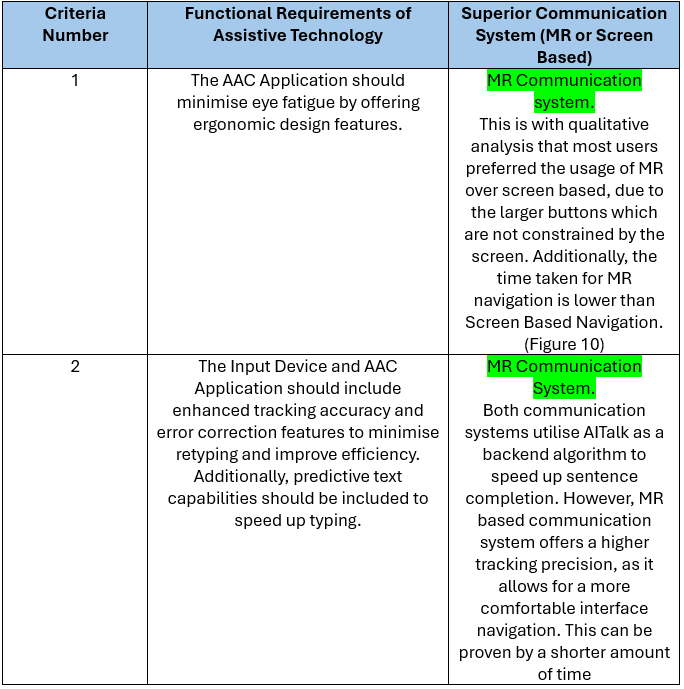 Criteria
Number
Functional Requirements of
Assistive Technology
Superior Communication
System (MR or Screen
Based)
1
The AAC Application should
minimise eye fatigue by offering
ergonomic design features.
MR Communication
system.
This is with qualitative
analysis that most users
preferred the usage of MR
over screen based, due to
the larger buttons which
are not constrained by the
screen. Additionally, the
time taken for MR
navigation is lower than
Screen Based Navigation.
(Figure 10)
2
The Input Device and AAC
Application should include
enhanced tracking accuracy and
error correction features to minimise
retyping and improve efficiency.
Additionally, predictive text
capabilities should be included to
speed up typing.
MR Communication
System.
Both communication
systems utilise AITalk as a
backend algorithm to
speed up sentence
completion. However, MR
based communication
system offers a higher
tracking precision, as it
allows for a more
comfortable interface
navigation. This can be
proven by a shorter amount
of time